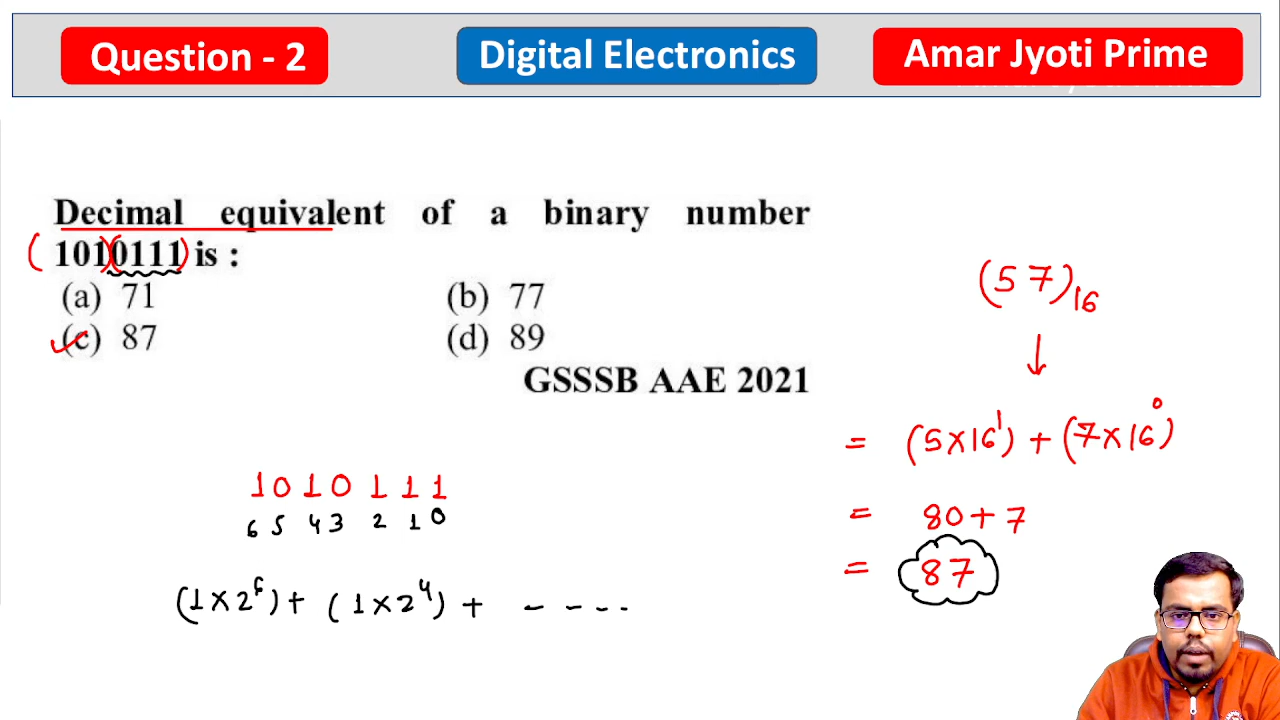 Question - 2
Digital Electronics
Amar Jyoti Prime
Decimal equivalent of a binary number
(101)(0111) is :
(a) 71
(b) 77
(c) 87
(d) 89
GSSSB AAE 2021
1 0 1 0 1 1 1
6 5 4 3 2 1 0
(1×2⁶) + (1×2⁴) + - - - -
(57)₁₆
↓
= (5×16¹) + (7×16⁰)
= 80+7
= 87